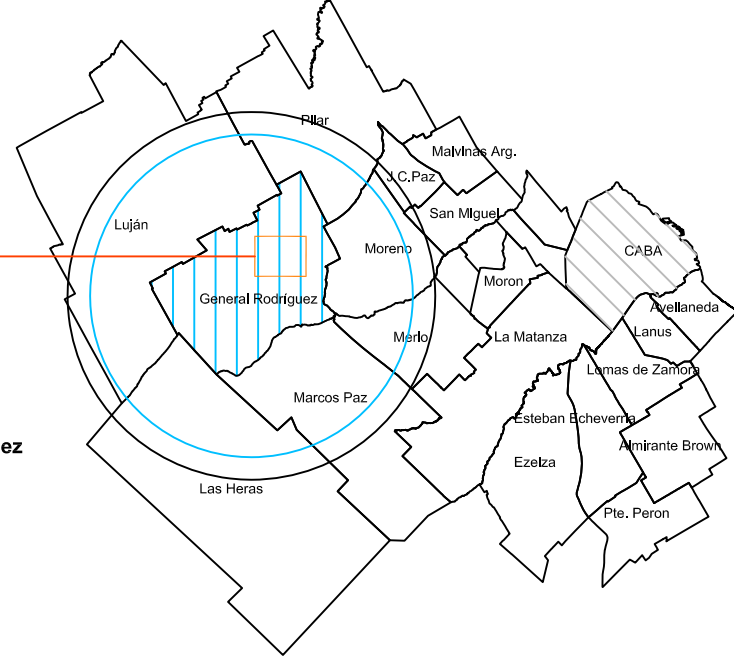 Pilar
Malvinas Arg.
J.C.Paz
San Miguel
Luján
Moreno
CABA
Moron
General Rodríguez
Avellaneda
Merlo
La Matanza
Lanus
Lomas de Zamora
Marcos Paz
Esteban Echeverria
ez
Almirante Brown
Ezelza
Las Heras
Pte. Peron